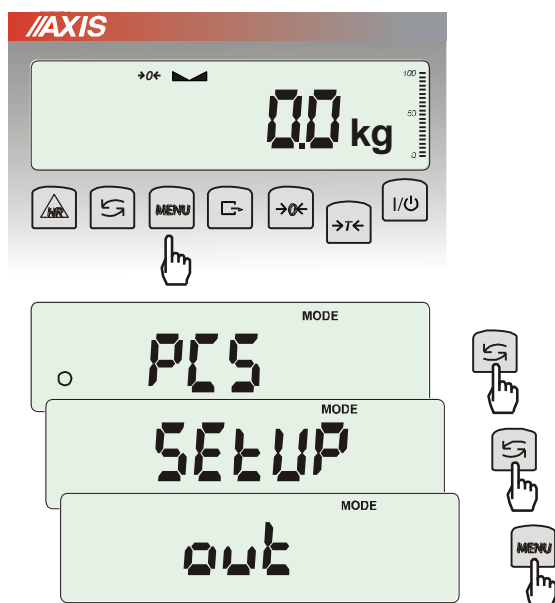 //AXIS
→0← 100
50
0.0 kg
0
HR MENU →0← →T← I/⏻
MODE
PCS
MODE
SEtUP
MODE
out
MENU